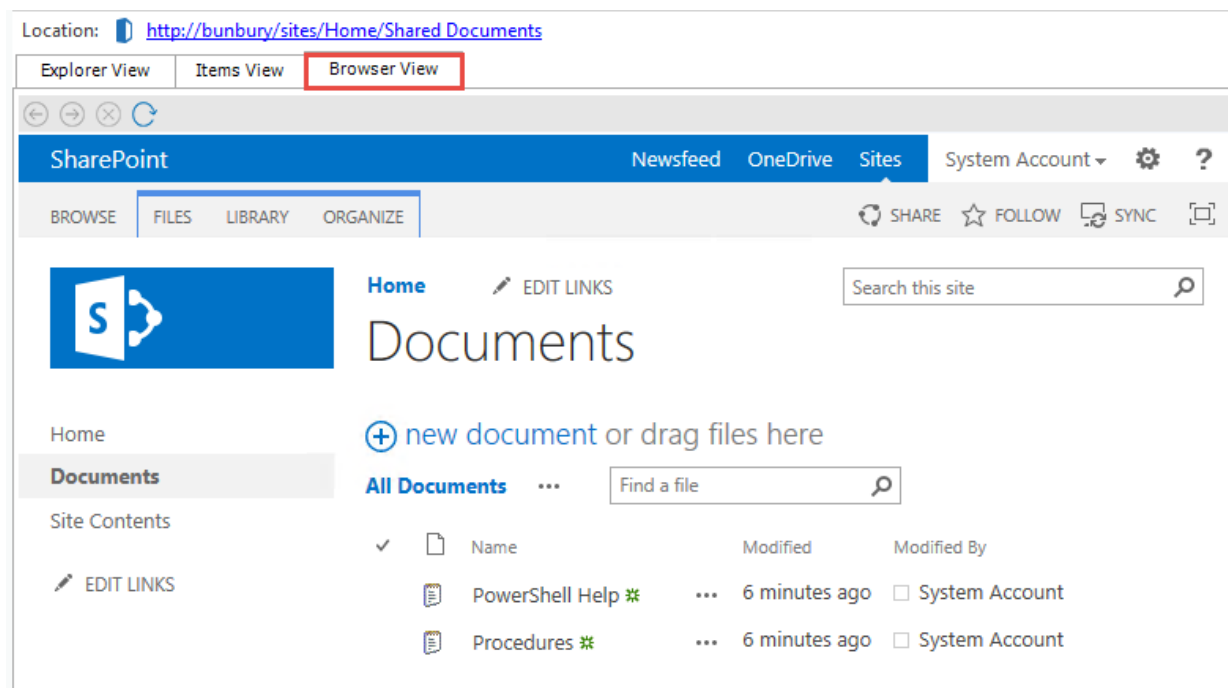 Location: http://bunbury/sites/Home/Shared Documents
Explorer View Items View Browser View
SharePoint Newsfeed OneDrive Sites System Account ?
BROWSE FILES LIBRARY ORGANIZE SHARE FOLLOW SYNC
S
Home EDIT LINKS Search this site
Documents
Home
Documents
Site Contents
EDIT LINKS
new document or drag files here
All Documents ... Find a file
Name Modified Modified By
PowerShell Help ... 6 minutes ago System Account
Procedures ... 6 minutes ago System Account